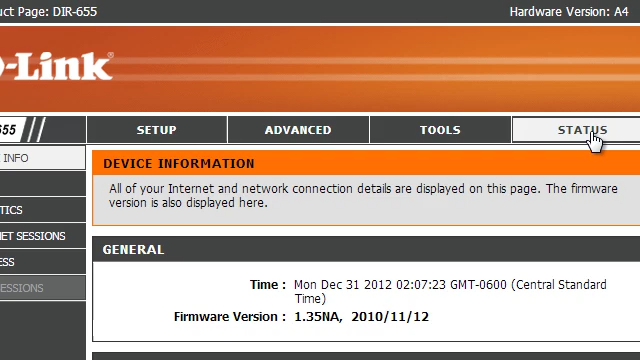 uct Page: DIR-655 Hardware Version: A4
-Link®
655 SETUP ADVANCED TOOLS STATUS
INFO
DEVICE INFORMATION
All of your Internet and network connection details are displayed on this page. The firmware
version is also displayed here.
TICS
NET SESSIONS
ESS
SESSIONS
GENERAL
Time : Mon Dec 31 2012 02:07:23 GMT-0600 (Central Standard
Time)
Firmware Version : 1.35NA, 2010/11/12